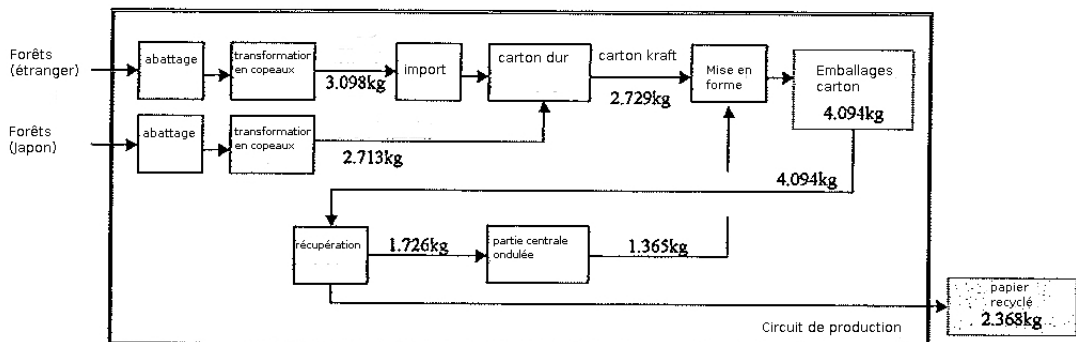 Forêts
(étranger)
abattage
transformation
en copeaux
3.098kg
import
carton dur
carton kraft
2.729kg
Mise en
forme
Emballages
carton
4.094kg
Forêts
(Japon)
abattage
transformation
en copeaux
2.713kg
4.094kg
récupération
1.726kg
partie centrale
ondulée
1.365kg
papier
recyclé
2.368kg
Circuit de production